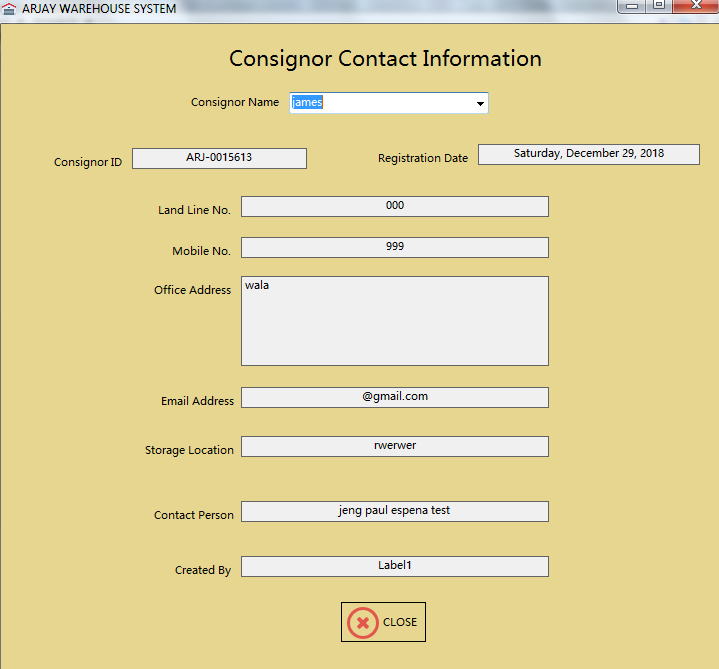 ARJAY WAREHOUSE SYSTEM
Consignor Contact Information
Consignor Name james
Consignor ID ARJ-0015613 Registration Date Saturday, December 29, 2018
Land Line No. 000
Mobile No. 999
Office Address wala
Email Address @gmail.com
Storage Location rwerwer
Contact Person jeng paul espena test
Created By Label1
CLOSE